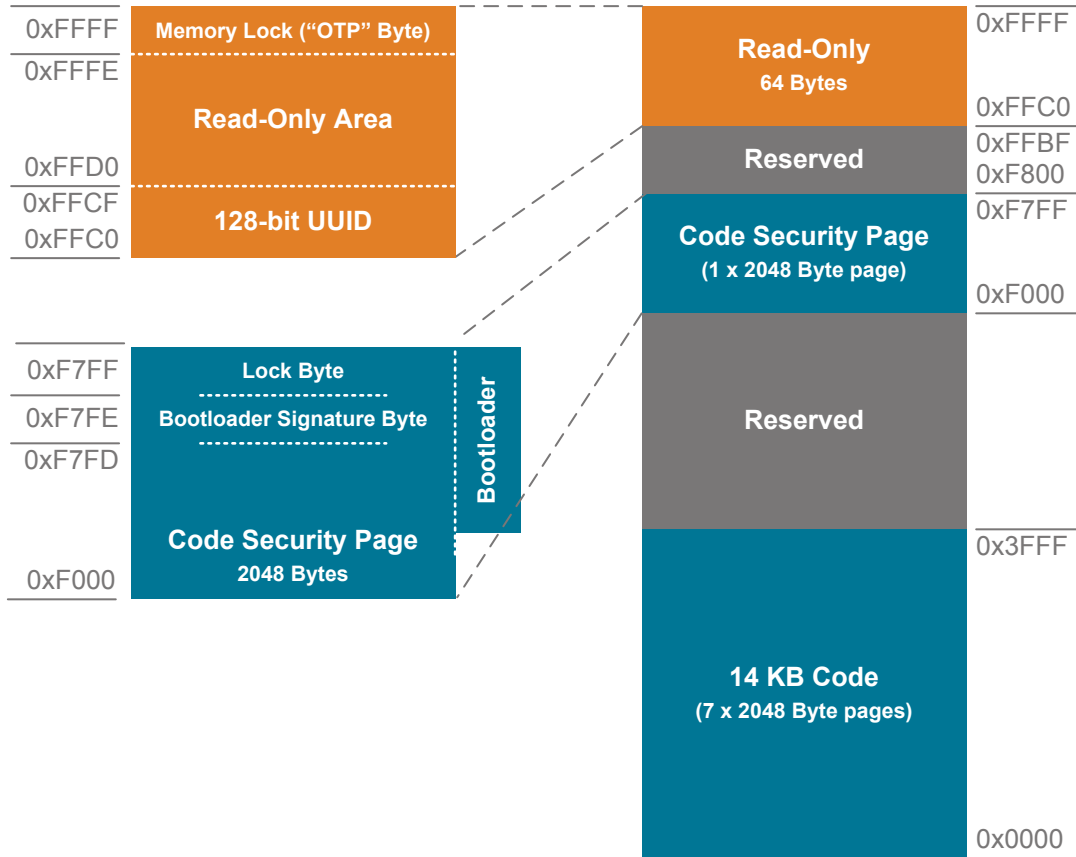 0xFFFF
Memory Lock (“OTP” Byte)
0xFFFE
Read-Only Area
0xFFD0
0xFFCF
128-bit UUID
0xFFC0
0xF7FF
Lock Byte
0xF7FE
Bootloader Signature Byte
0xF7FD
Code Security Page
2048 Bytes
0xF000
Bootloader
0xFFFF
Read-Only
64 Bytes
0xFFC0
0xFFBF
Reserved
0xF800
0xF7FF
Code Security Page
(1 x 2048 Byte page)
0xF000
Reserved
0x3FFF
14 KB Code
(7 x 2048 Byte pages)
0x0000